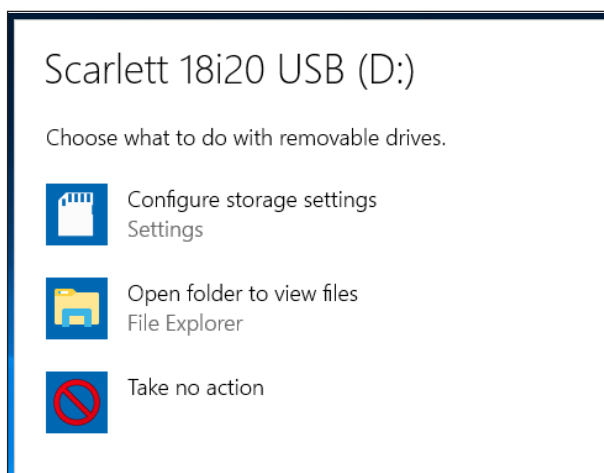 Scarlett 18i20 USB (D:)
Choose what to do with removable drives.
Configure storage settings
Settings
Open folder to view files
File Explorer
Take no action